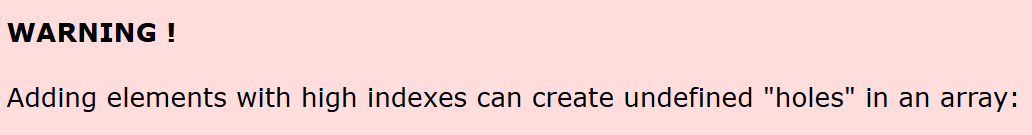 WARNING !
Adding elements with high indexes can create undefined "holes" in an array: